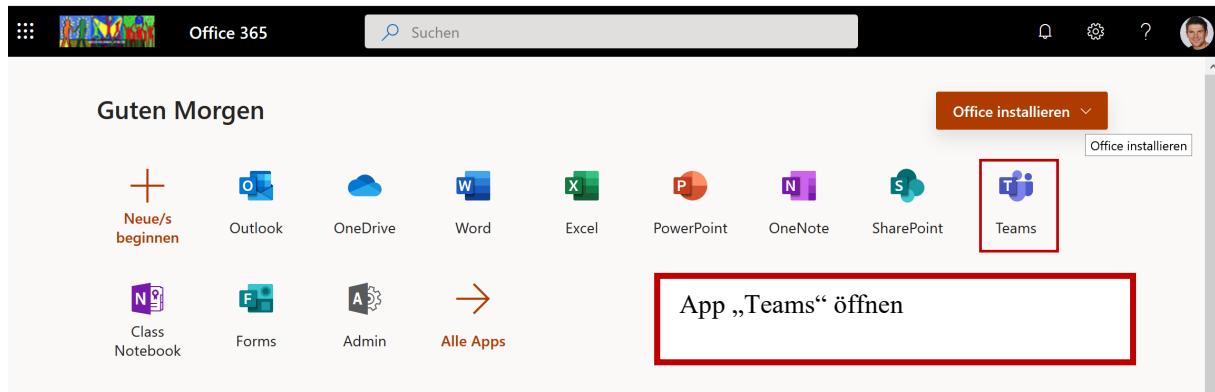 Office 365
Suchen
Guten Morgen
Office installieren
Office installieren
Neue/s
beginnen
Outlook
OneDrive
Word
Excel
PowerPoint
OneNote
SharePoint
Teams
Class
Notebook
Forms
Admin
Alle Apps
App „Teams“ öffnen